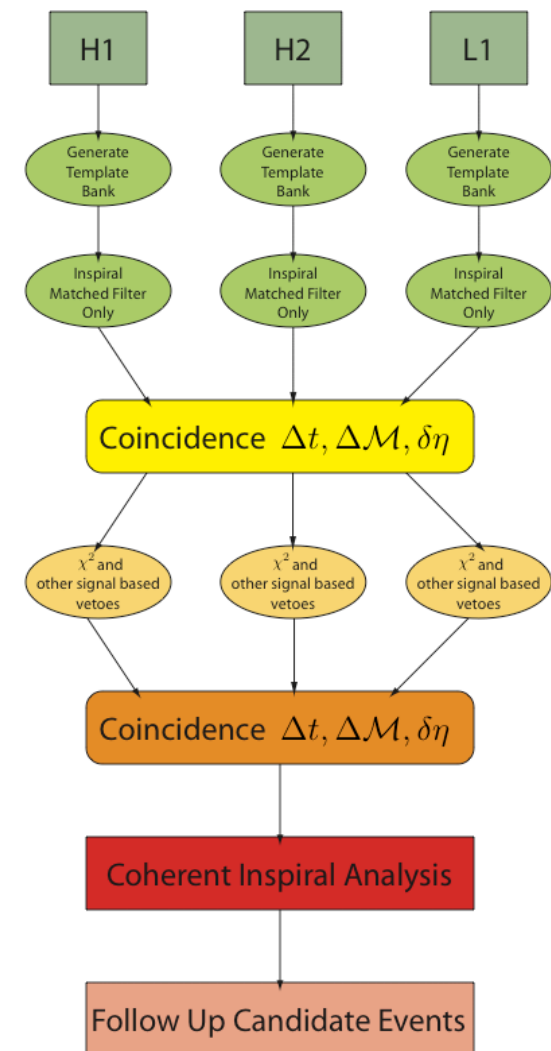 H1
H2
L1
Generate
Template
Bank
Generate
Template
Bank
Generate
Template
Bank
Inspiral
Matched Filter
Only
Inspiral
Matched Filter
Only
Inspiral
Matched Filter
Only
Coincidence Δt, Δℳ, δη
χ² and
other signal based
vetoes
χ² and
other signal based
vetoes
χ² and
other signal based
vetoes
Coincidence Δt, Δℳ, δη
Coherent Inspiral Analysis
Follow Up Candidate Events